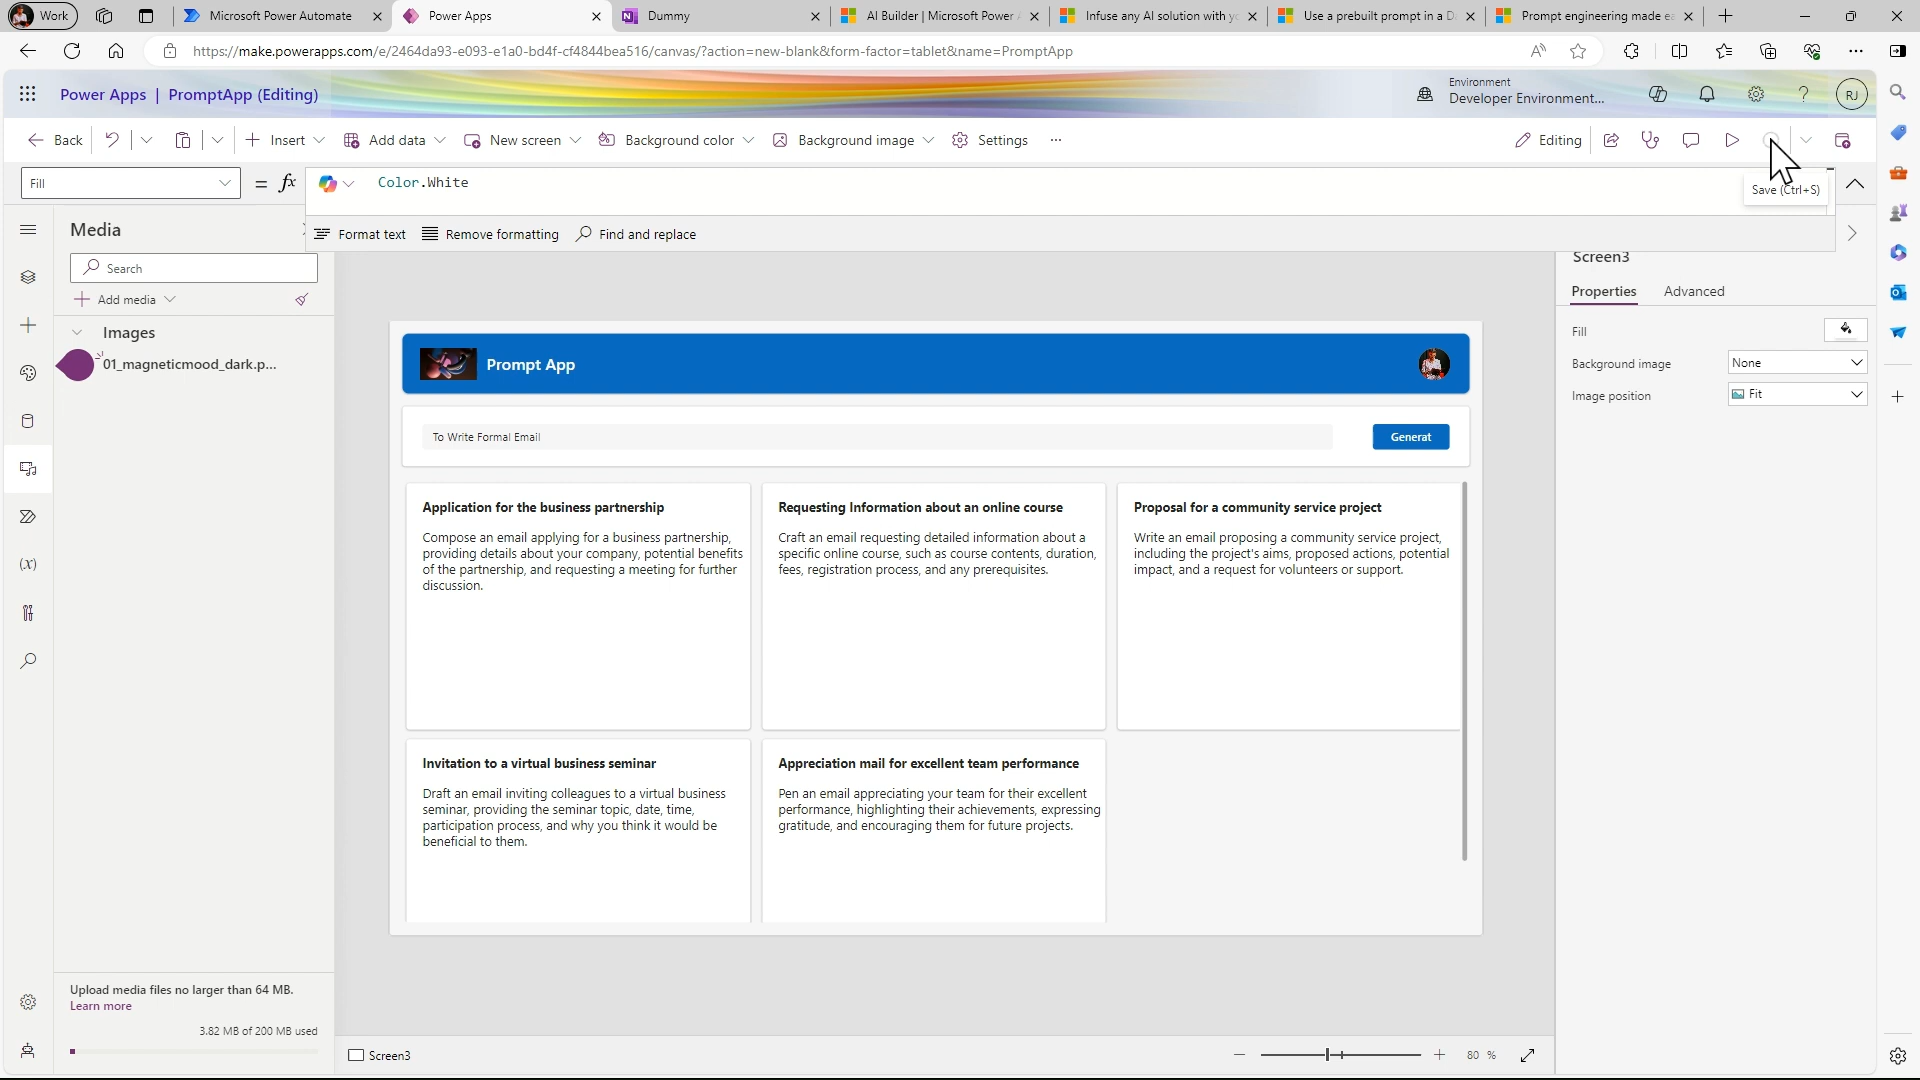 Work
Microsoft Power Automate
Power Apps
Dummy
AI Builder | Microsoft Power
Infuse any AI solution with
Use a prebuilt prompt in a
Prompt engineering made
https://make.powerapps.com/e/2464da93-e093-e1a0-bd4f-cf4844bea516/canvas/?action=new-blank&form-factor=tablet&name=PromptApp
Power Apps | PromptApp (Editing)
Environment
Developer Environment...
RJ
Back
Insert
Add data
New screen
Background color
Background image
Settings
...
Editing
Fill
= fx
Color.White
Save (Ctrl+S)
Format text
Remove formatting
Find and replace
Media
Search
Add media
Images
01_magneticmood_dark.p...
Upload media files no larger than 64 MB.
Learn more
3.82 MB of 200 MB used
Prompt App
To Write Formal Email
Generat
Application for the business partnership
Compose an email applying for a business partnership,
providing details about your company, potential benefits
of the partnership, and requesting a meeting for further
discussion.
Requesting Information about an online course
Craft an email requesting detailed information about a
specific online course, such as course contents, duration,
fees, registration process, and any prerequisites.
Proposal for a community service project
Write an email proposing a community service project,
including the project's aims, proposed actions, potential
impact, and a request for volunteers or support.
Invitation to a virtual business seminar
Draft an email inviting colleagues to a virtual business
seminar, providing the seminar topic, date, time,
participation process, and why you think it would be
beneficial to them.
Appreciation mail for excellent team performance
Pen an email appreciating your team for their excellent
performance, highlighting their achievements, expressing
gratitude, and encouraging them for future projects.
Screen3
80 %
Screen3
Properties
Advanced
Fill
Background image
None
Image position
Fit